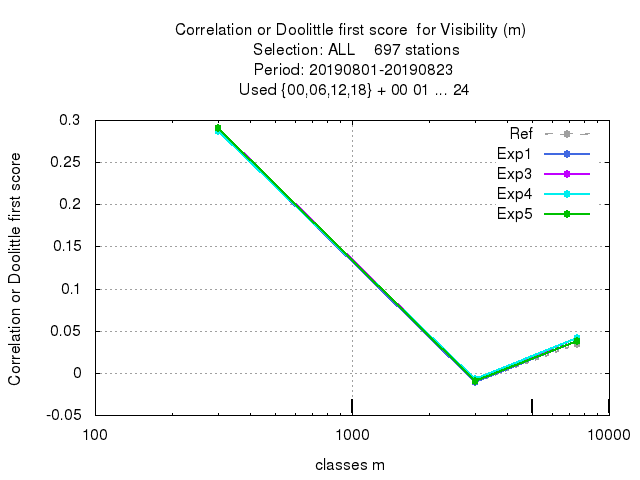 Correlation or Doolittle first score  for Visibility (m)
Selection: ALL    697 stations
Period: 20190801-20190823
Used {00,06,12,18} + 00 01 ... 24
Correlation or Doolittle first score
0.3
0.25
0.2
0.15
0.1
0.05
0
-0.05
Ref
Exp1
Exp3
Exp4
Exp5
100
1000
10000
classes m